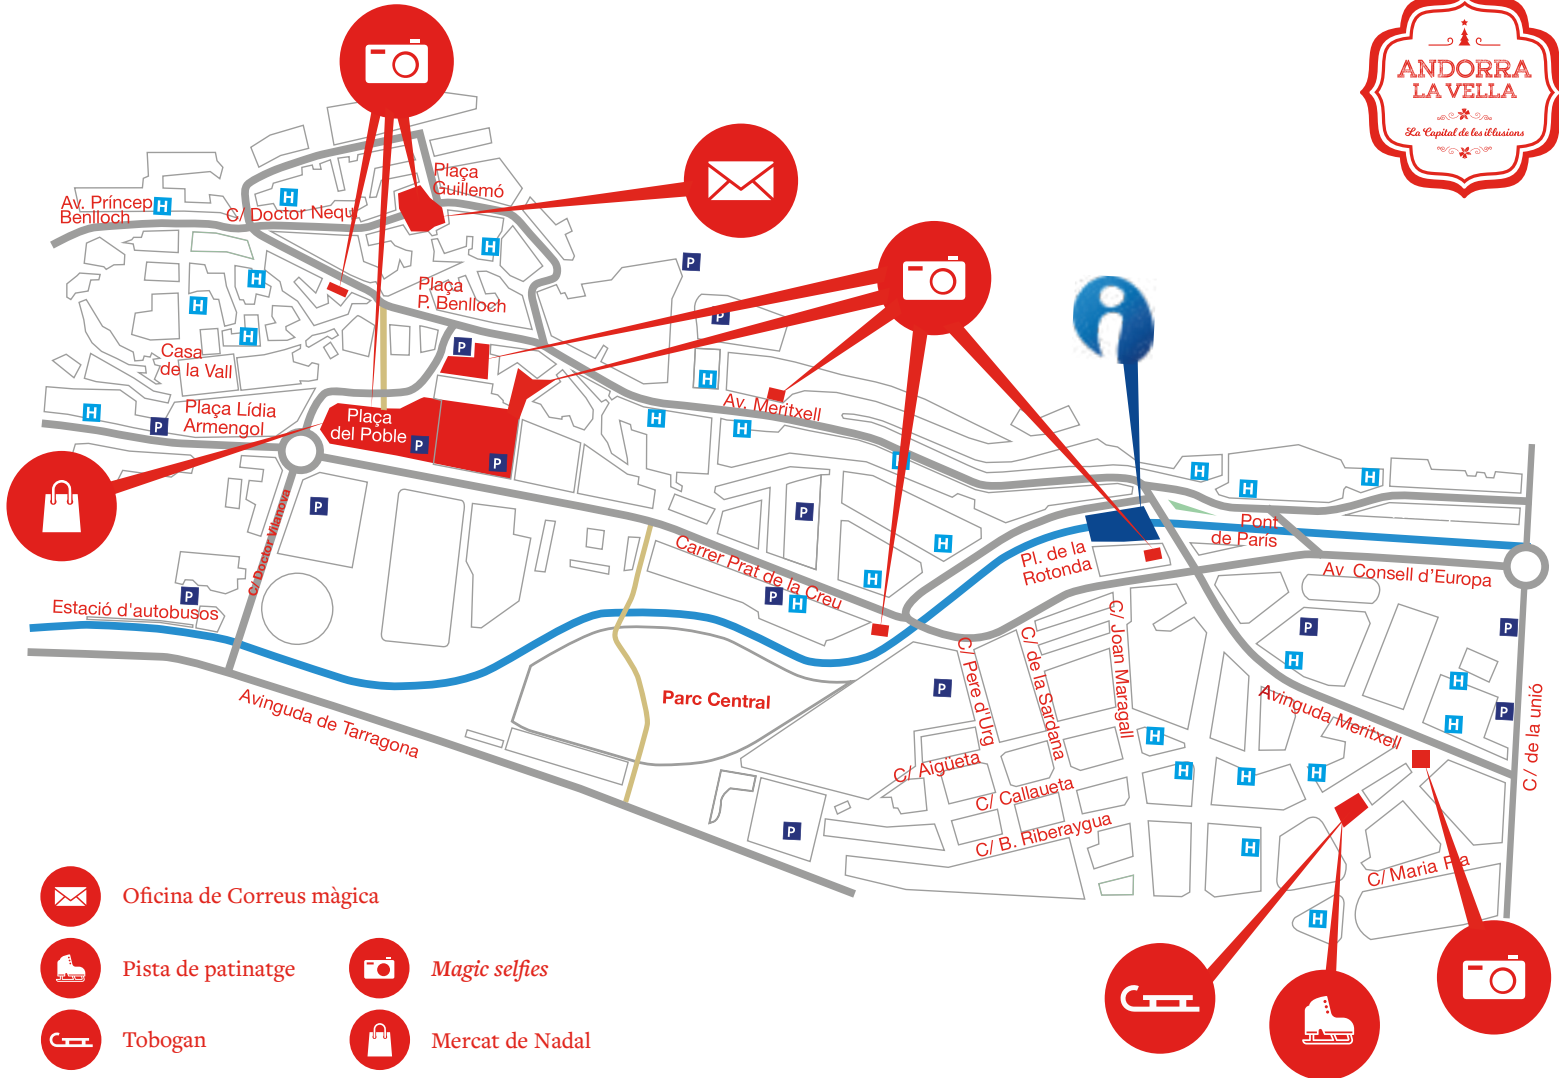 ANDORRA
LA VELLA
La Capital de les il·lusions
Plaça
Guillemó
Av. Príncep
Benlloch
H
H
C/ Doctor Nequi
H
P
H
Plaça
P. Benlloch
H
P
H
P
Casa
de la Vall
H
Av. Meritxell
Plaça Lídia
Armengol
H
P
Plaça
del Poble
P
P
H
H
H
H
H
H
P
P
C/ Doctor Vilanova
Pont
de París
Carrer Prat de la Creu
H
Pl. de la
Rotonda
Av Consell d'Europa
H
P
H
P
Estació d'autobusos
C/ Joan Maragall
C/ de la Sardana
C/ Pere d'Urg
P
P
H
H
Parc Central
P
Avinguda de Tarragona
Avinguda Meritxell
C/ de la unió
P
H
H
C/ Aigüeta
H
H
H
C/ Callaueta
C/ B. Riberaygua
P
H
C/ Maria Pla
H
Oficina de Correus màgica
Pista de patinatge
Magic selfies
Tobogan
Mercat de Nadal